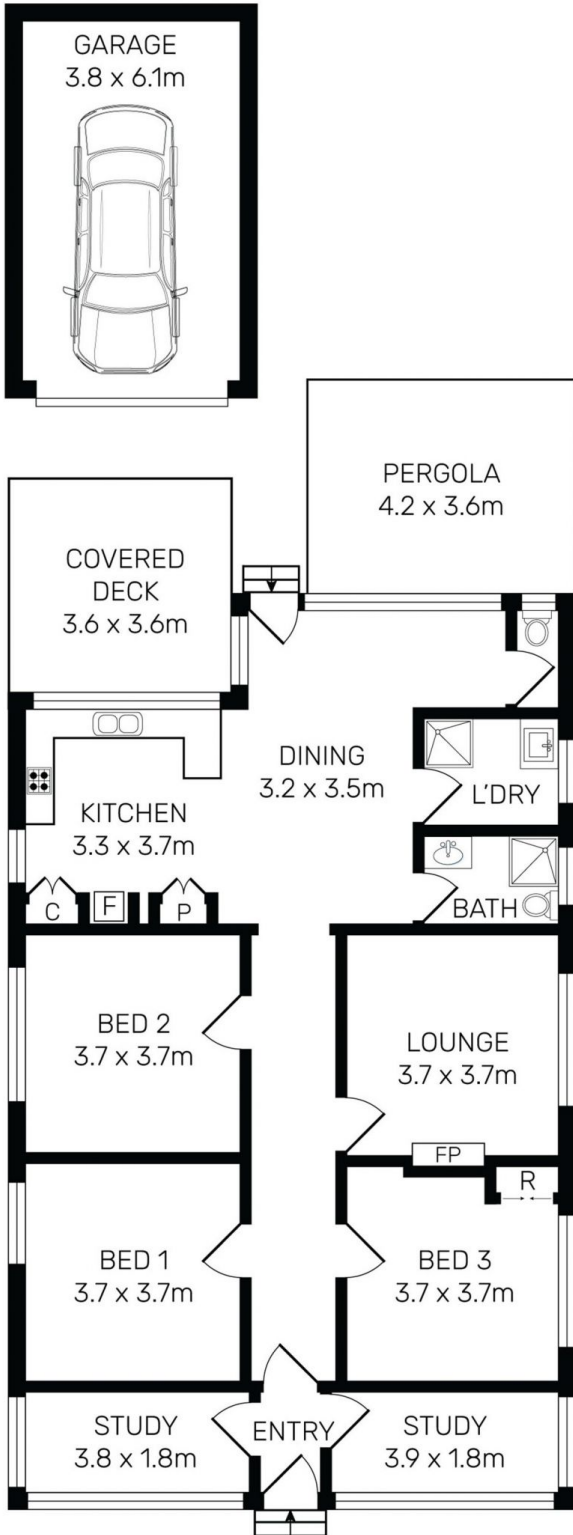 GARAGE
3.8 x 6.1m
PERGOLA
4.2 x 3.6m
COVERED
DECK
3.6 x 3.6m
DINING
3.2 x 3.5m
L'DRY
KITCHEN
3.3 x 3.7m
C
F
P
BATH
BED 2
3.7 x 3.7m
LOUNGE
3.7 x 3.7m
FP
R
BED 1
3.7 x 3.7m
BED 3
3.7 x 3.7m
STUDY
3.8 x 1.8m
ENTRY
STUDY
3.9 x 1.8m